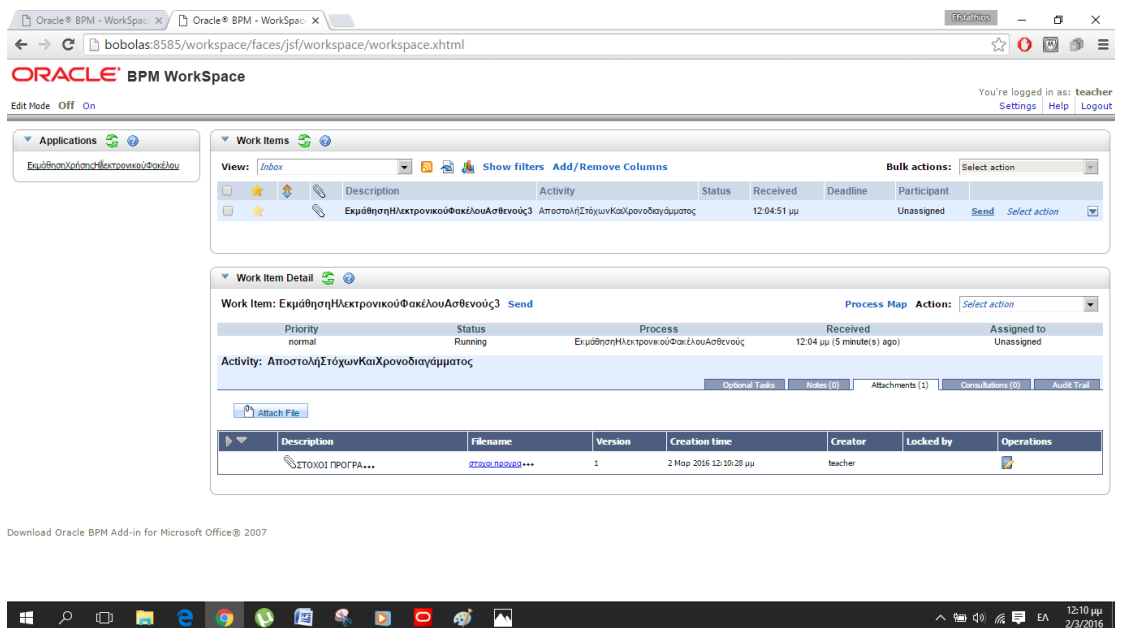 Oracle® BPM - WorkSpac Oracle® BPM - WorkSpac Efstathios
bobolas:8585/workspace/faces/jsf/workspace/workspace.xhtml
ORACLE® BPM WorkSpace
You're logged in as: teacher
Edit Mode Off On Settings Help Logout
Applications Work Items
ΕκμάθησηΧρήσηςΗλεκτρονικούΦακέλου View: Inbox Show filters Add/Remove Columns Bulk actions: Select action
Description Activity Status Received Deadline Participant
ΕκμάθησηΗλεκτρονικούΦακέλουΑσθενούς3 ΑποστολήΣτόχωνΚαιΧρονοδιαγάμματος 12:04:51 μμ Unassigned Send Select action
Work Item Detail
Work Item: ΕκμάθησηΗλεκτρονικούΦακέλουΑσθενούς3 Send Process Map Action: Select action
Priority Status Process Received Assigned to
normal Running ΕκμάθησηΗλεκτρονικούΦακέλουΑσθενούς 12:04 μμ (5 minute(s) ago) Unassigned
Activity: ΑποστολήΣτόχωνΚαιΧρονοδιαγάμματος
Optional Tasks Notes (0) Attachments (1) Consultations (0) Audit Trail
Attach File
Description Filename Version Creation time Creator Locked by Operations
ΣΤΟΧΟΙ ΠΡΟΓΡΑ... στοχοι προγρα... 1 2 Μαρ 2016 12:10:28 μμ teacher
Download Oracle BPM Add-in for Microsoft Office® 2007
ΕΛ 12:10 μμ
2/3/2016